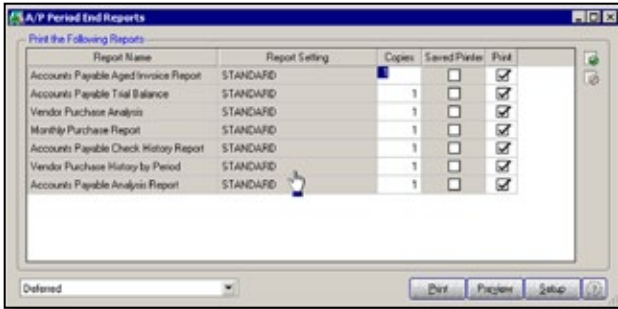 A/P Period End Reports
Print the Following Reports
Report Name Report Setting Copies Saved Printer Print
Accounts Payable Aged Invoice Report STANDARD 1
Accounts Payable Trial Balance STANDARD 1
Vendor Purchase Analysis STANDARD 1
Monthly Purchase Report STANDARD 1
Accounts Payable Check History Report STANDARD 1
Vendor Purchase History by Period STANDARD 1
Accounts Payable Analysis Report STANDARD 1
Deferred Print Preview Setup